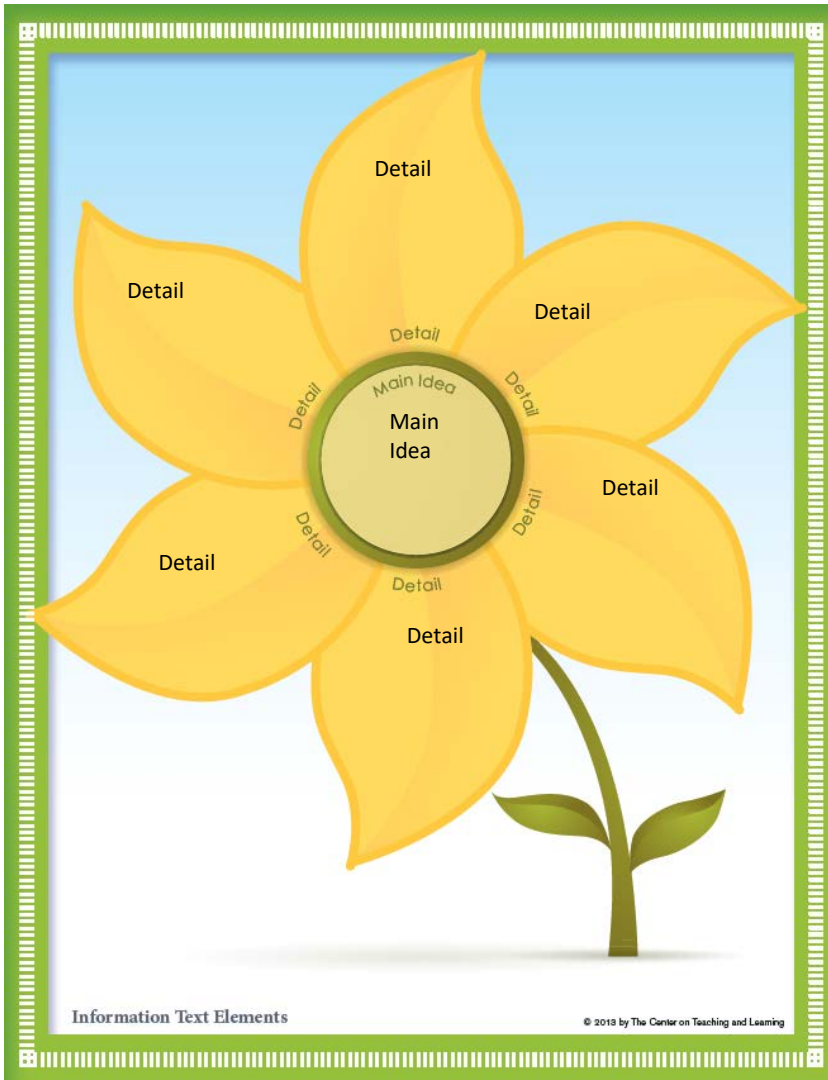 Detail
Detail
Detail
Detail
Main Idea
Detail
Detail
Main
Idea
Detail
Detail
Detail
Detail
Detail
Detail
Information Text Elements
© 2013 by The Center on Teaching and Learning